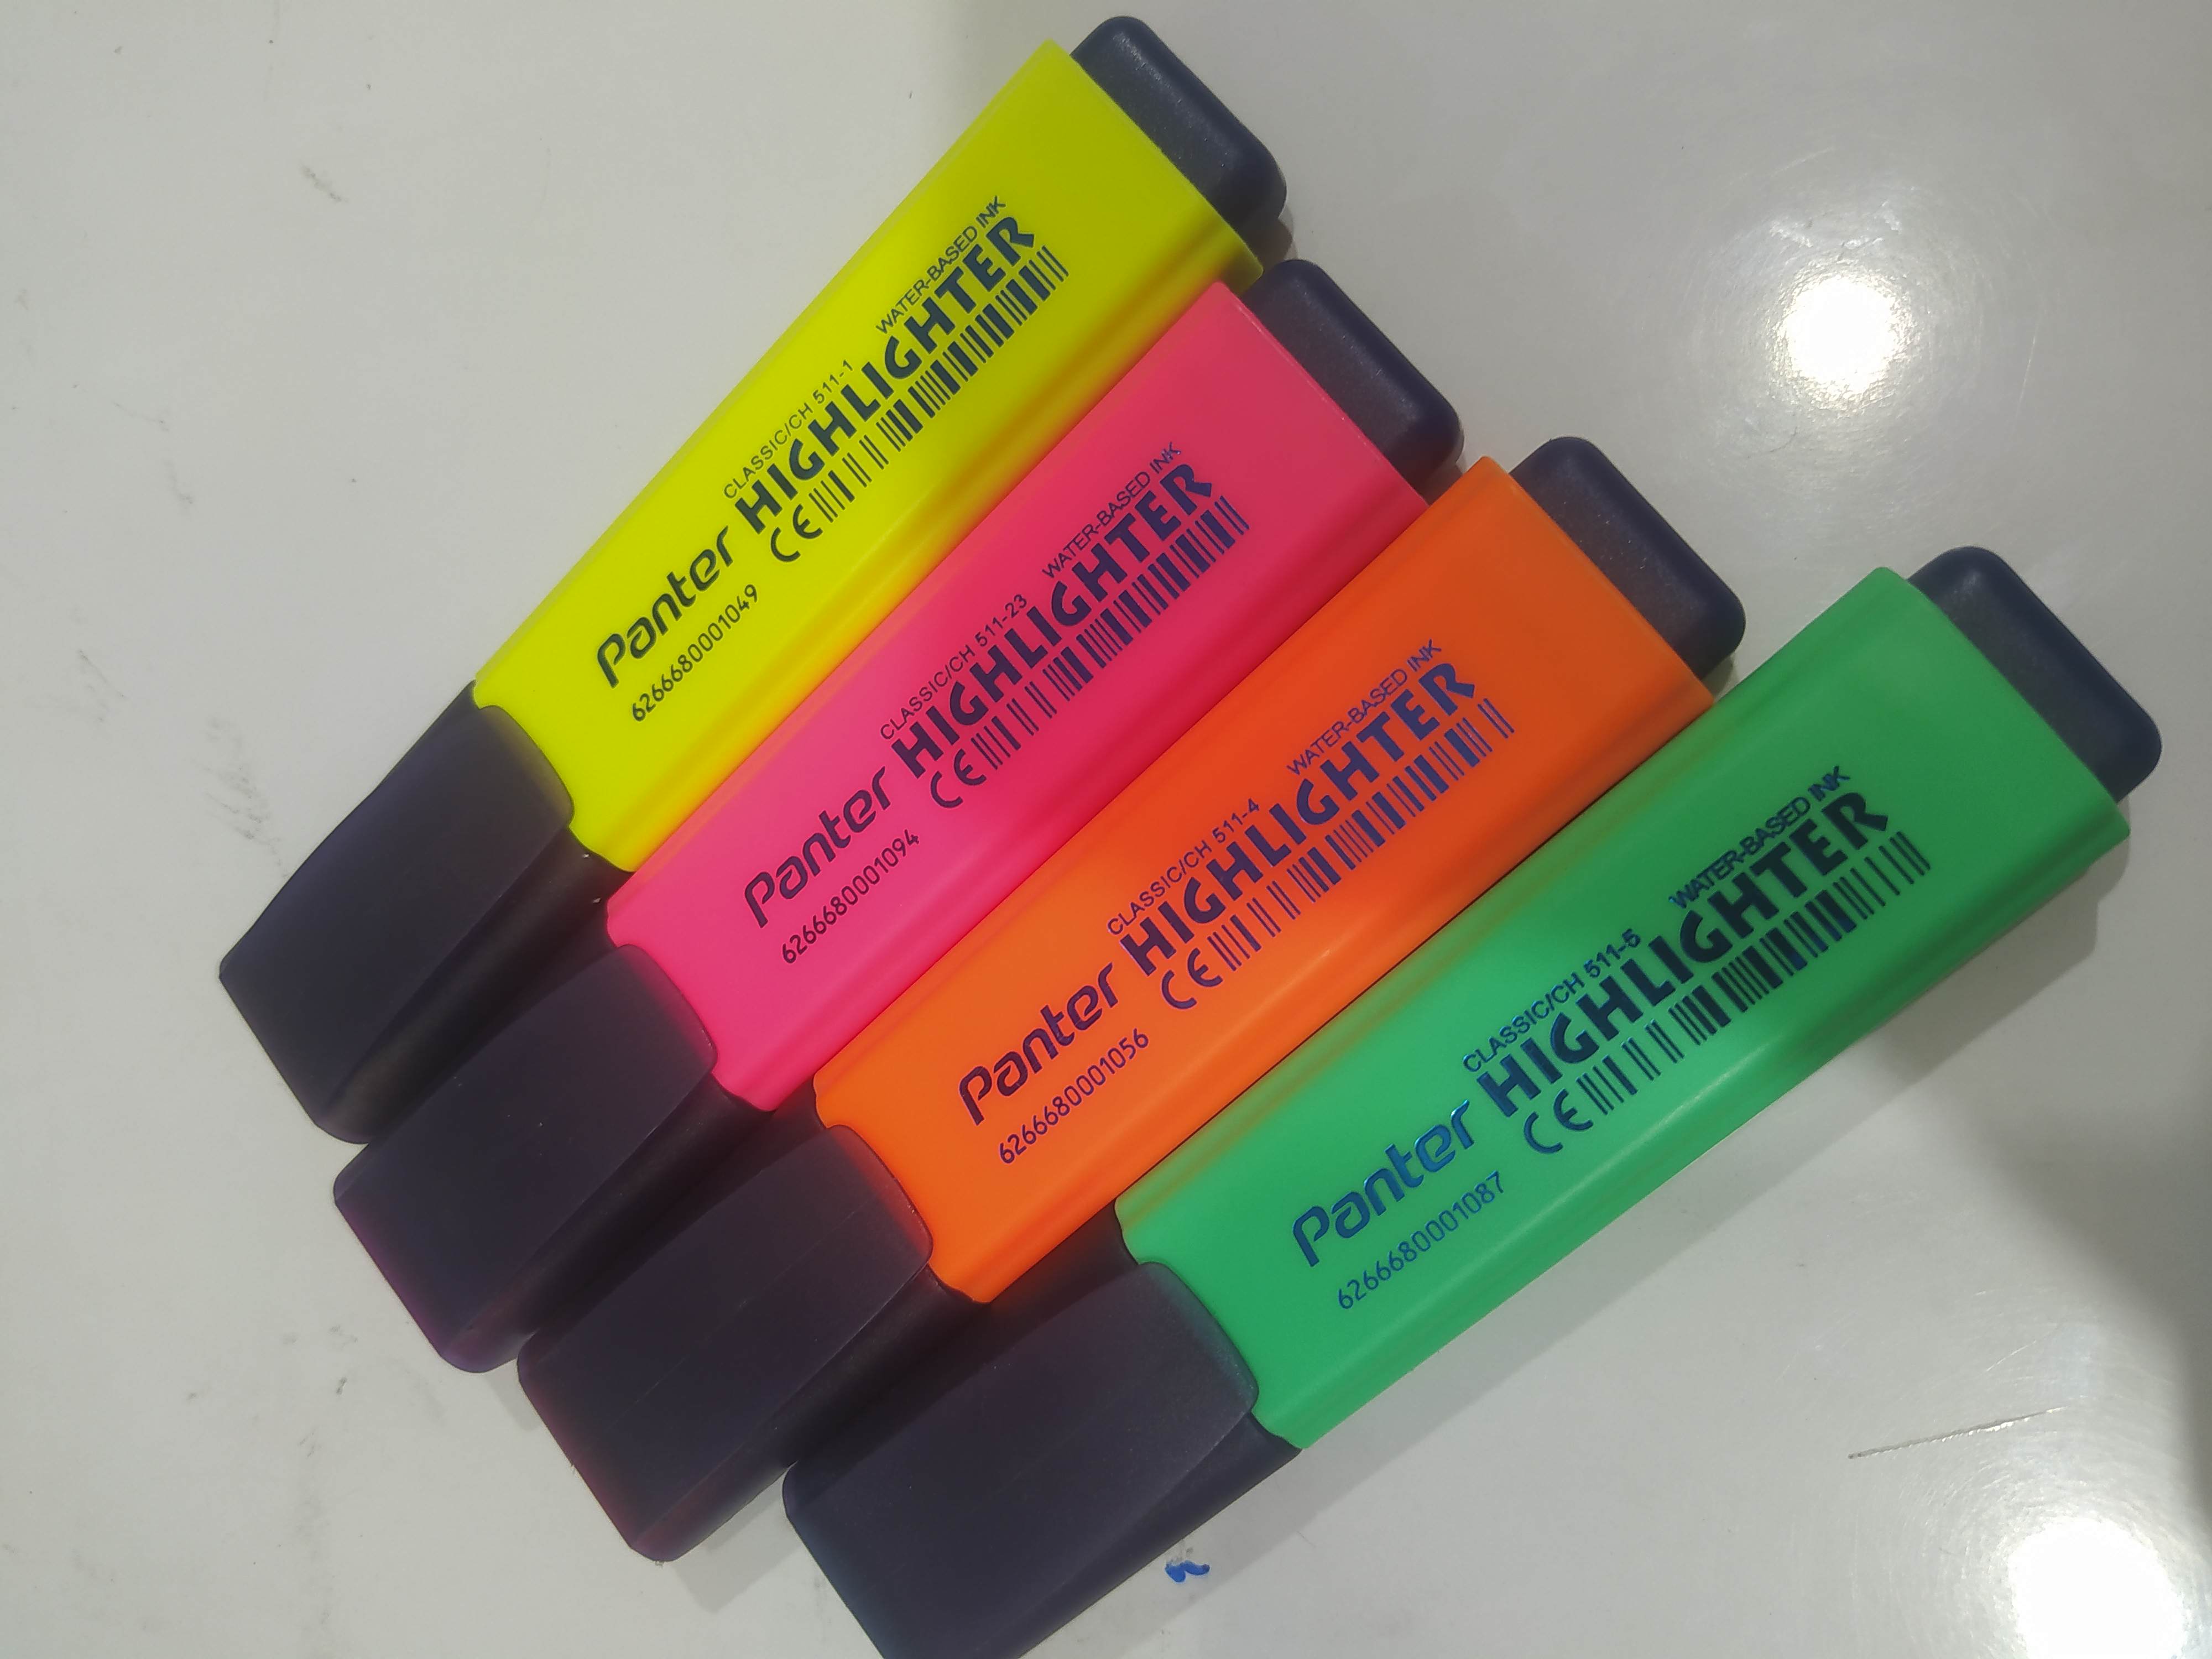 CLASSIC/CH 511-1 WATER-BASED INK
Panter HIGHLIGHTER
6266680001049 CE
CLASSIC/CH 511-23 WATER-BASED INK
Panter HIGHLIGHTER
6266680001094 CE
CLASSIC/CH 511-4 WATER-BASED INK
Panter HIGHLIGHTER
6266680001056 CE
CLASSIC/CH 511-5 WATER-BASED INK
Panter HIGHLIGHTER
6266680001087 CE